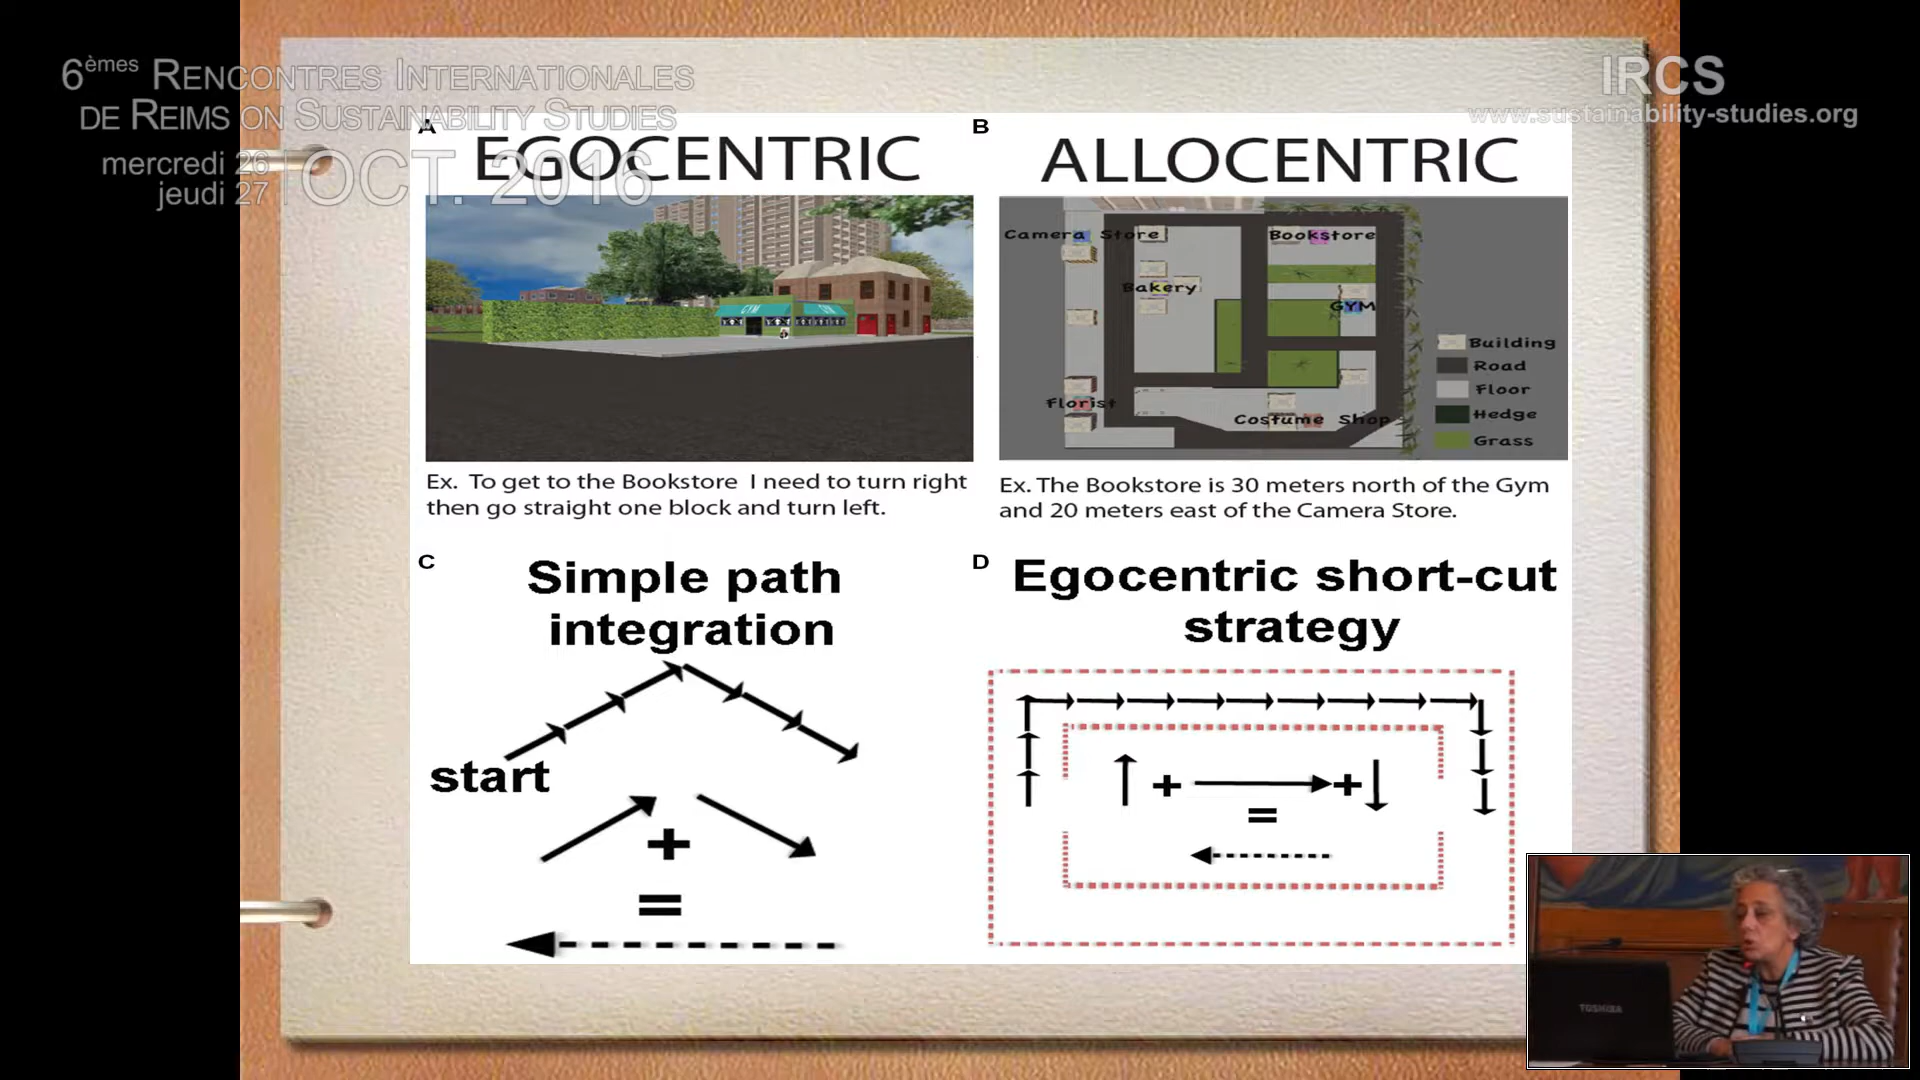 6èmes RENCONTRES INTERNATIONALES
DE REIMS ON SUSTAINABILITY STUDIES
mercredi 26
jeudi 27
OCT. 2016
IRCS
www.sustainability-studies.org
A
EGOCENTRIC
Ex. To get to the Bookstore I need to turn right
then go straight one block and turn left.
GYM
GYM
B
ALLOCENTRIC
Camera Store
Bookstore
Bakery
GYM
Florist
Costume Shop
Building
Road
Floor
Hedge
Grass
Ex. The Bookstore is 30 meters north of the Gym
and 20 meters east of the Camera Store.
C
Simple path
integration
start
+
=
D
Egocentric short-cut
strategy
+ +
=
TOSHIBA